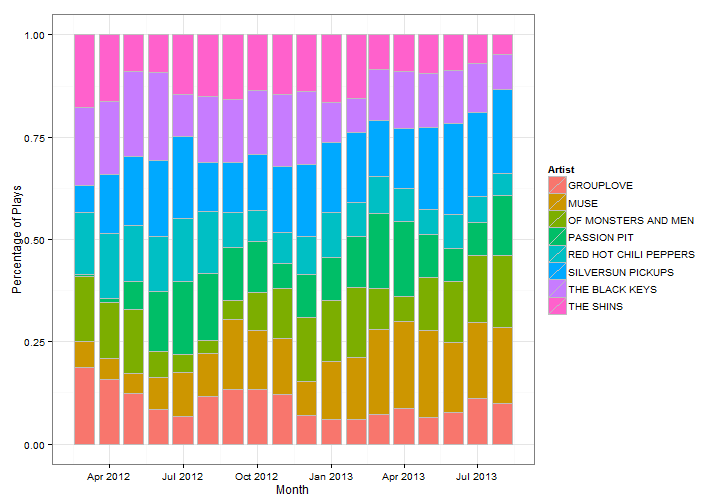 1.00
0.75
0.50
0.25
0.00
Percentage of Plays
Apr 2012
Jul 2012
Oct 2012
Jan 2013
Apr 2013
Jul 2013
Month
Artist
GROUPLOVE
MUSE
OF MONSTERS AND MEN
PASSION PIT
RED HOT CHILI PEPPERS
SILVERSUN PICKUPS
THE BLACK KEYS
THE SHINS